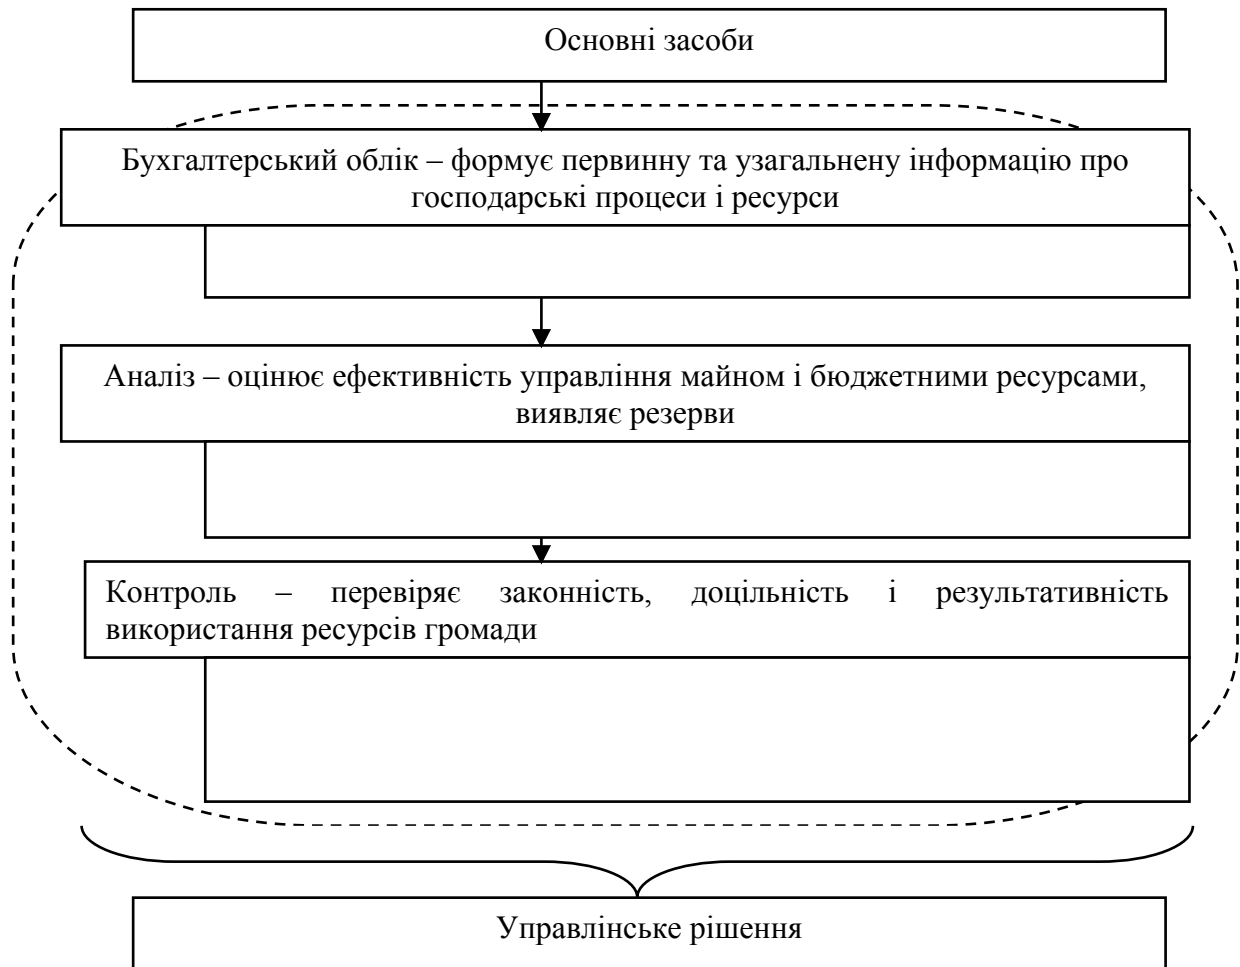 Основні засоби
Бухгалтерський облік – формує первинну та узагальнену інформацію про
господарські процеси і ресурси
Аналіз – оцінює ефективність управління майном і бюджетними ресурсами,
виявляє резерви
Контроль – перевіряє законність, доцільність і результативність
використання ресурсів громади
Управлінське рішення